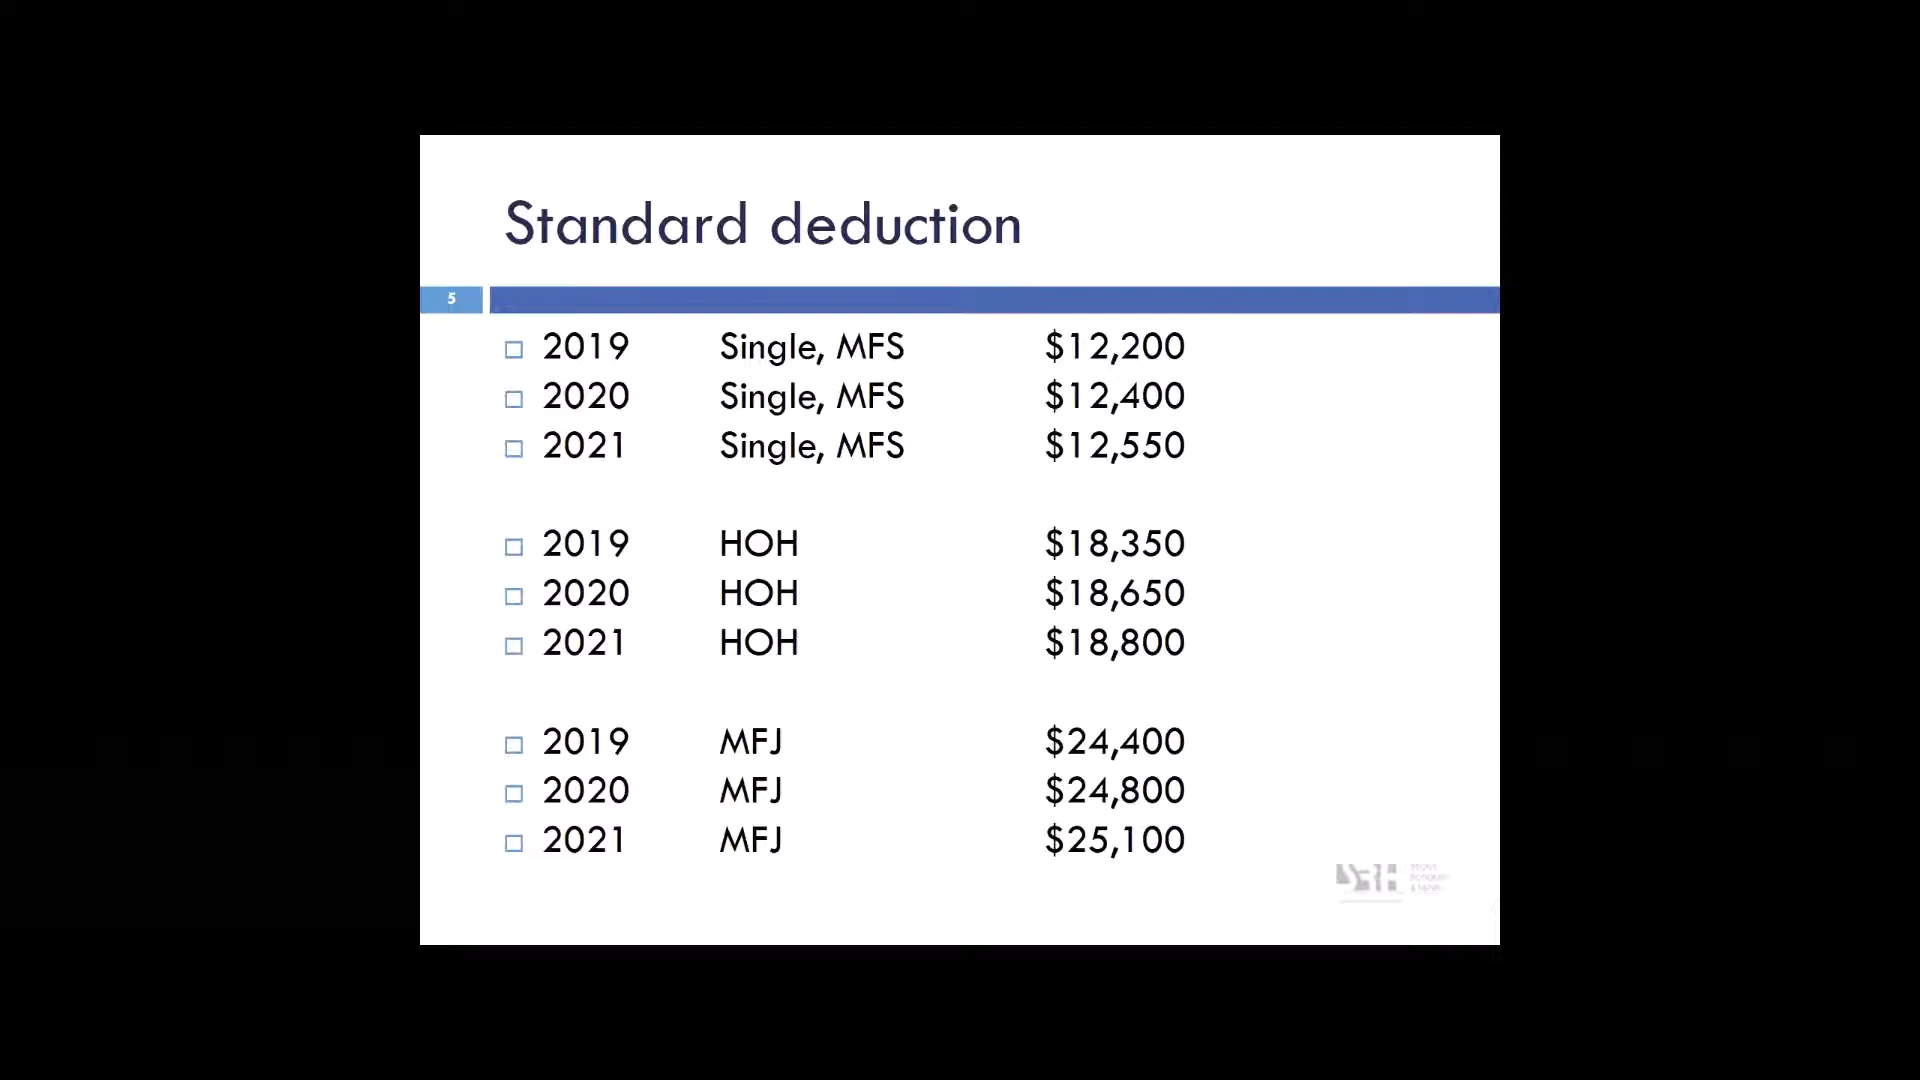 Standard deduction
5
2019 Single, MFS $12,200
2020 Single, MFS $12,400
2021 Single, MFS $12,550
2019 HOH $18,350
2020 HOH $18,650
2021 HOH $18,800
2019 MFJ $24,400
2020 MFJ $24,800
2021 MFJ $25,100